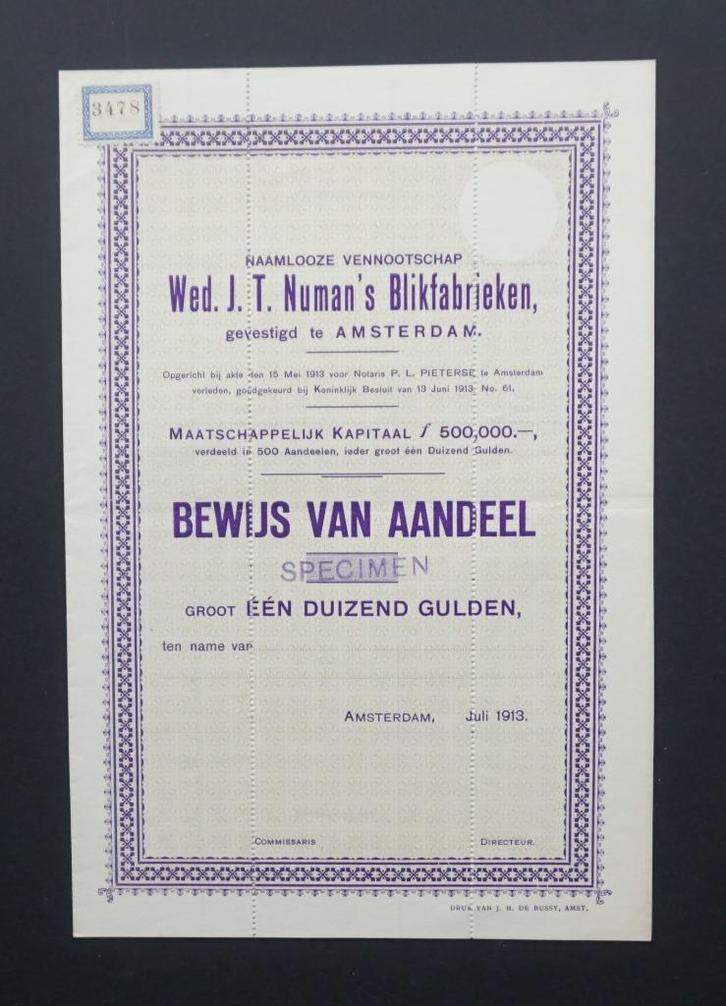 3478
NAAMLOOZE VENNOOTSCHAP
Wed. J. T. Numan's Blikfabrieken,
gevestigd te AMSTERDAM.
Opgericht bij akte den 15 Mei 1913 voor Notaris P. L. PIETERSE te Amsterdam
verleden, goedgekeurd bij Koninklijk Besluit van 13 Juni 1913 No. 61.
MAATSCHAPPELIJK KAPITAAL ƒ 500,000.—,
verdeeld in 500 Aandeelen, ieder groot één Duizend Gulden.
BEWIJS VAN AANDEEL
SPECIMEN
GROOT ÉÉN DUIZEND GULDEN,
ten name van
AMSTERDAM, Juli 1913.
COMMISSARIS DIRECTEUR.
DRUK VAN J. H. DE BUSSY, AMST.